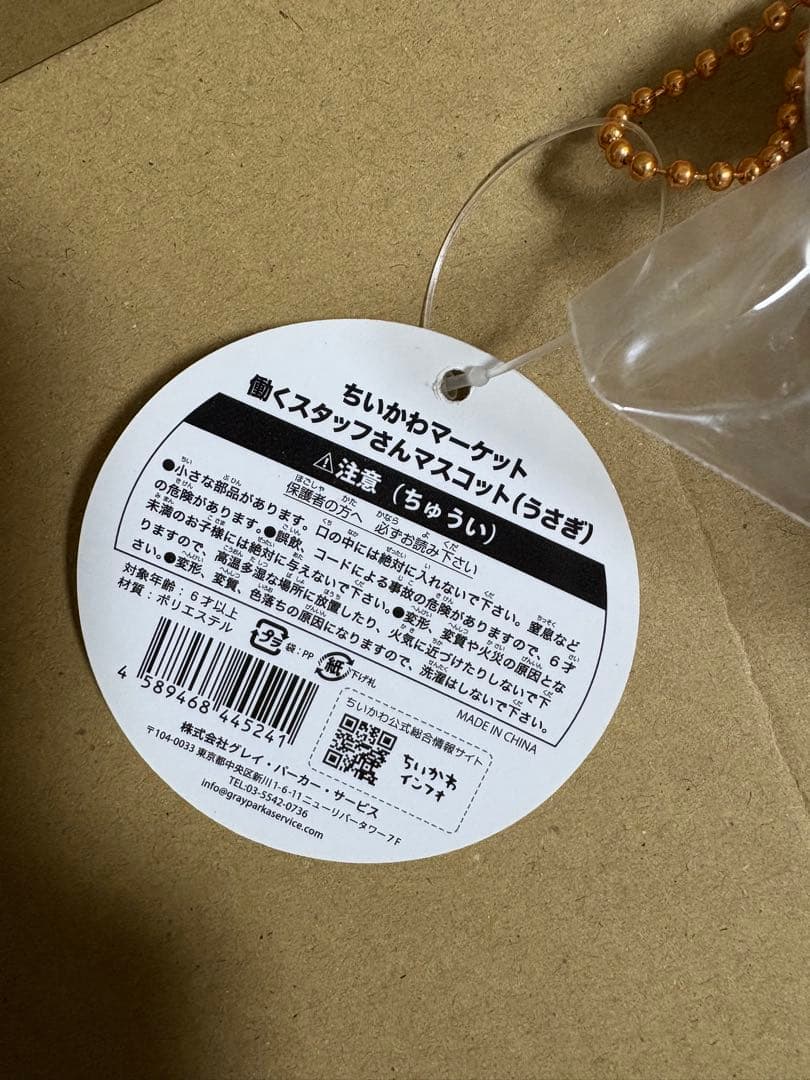 ちいかわマーケット
働くスタッフさんマスコット(うさぎ)
⚠注意(ちゅうい)
保護者の方へ 必ずお読み下さい
●小さな部品があります。口の中には絶対に入れないで下さい。窒息など
の危険があります。●誤飲、コードによる事故の危険がありますので、6才
未満のお子様には絶対に与えないで下さい。●変形、変質や火災の原因とな
りますので、高温多湿な場所に放置したり、火気に近づけたりしないで下
さい。●変形、変質、色落ちの原因になりますので、洗濯はしないで下さい。
対象年齢:6才以上
材質:ポリエステル
MADE IN CHINA
プラ 袋:PP
紙 下げ札
4 589468 445241
ちいかわ公式総合情報サイト
ちいかわ
インフォ
株式会社グレイ・パーカー・サービス
〒104-0033 東京都中央区新川1-6-11 ニューリバータワー 7F
TEL:03-5542-0736
info@grayparkaservice.com